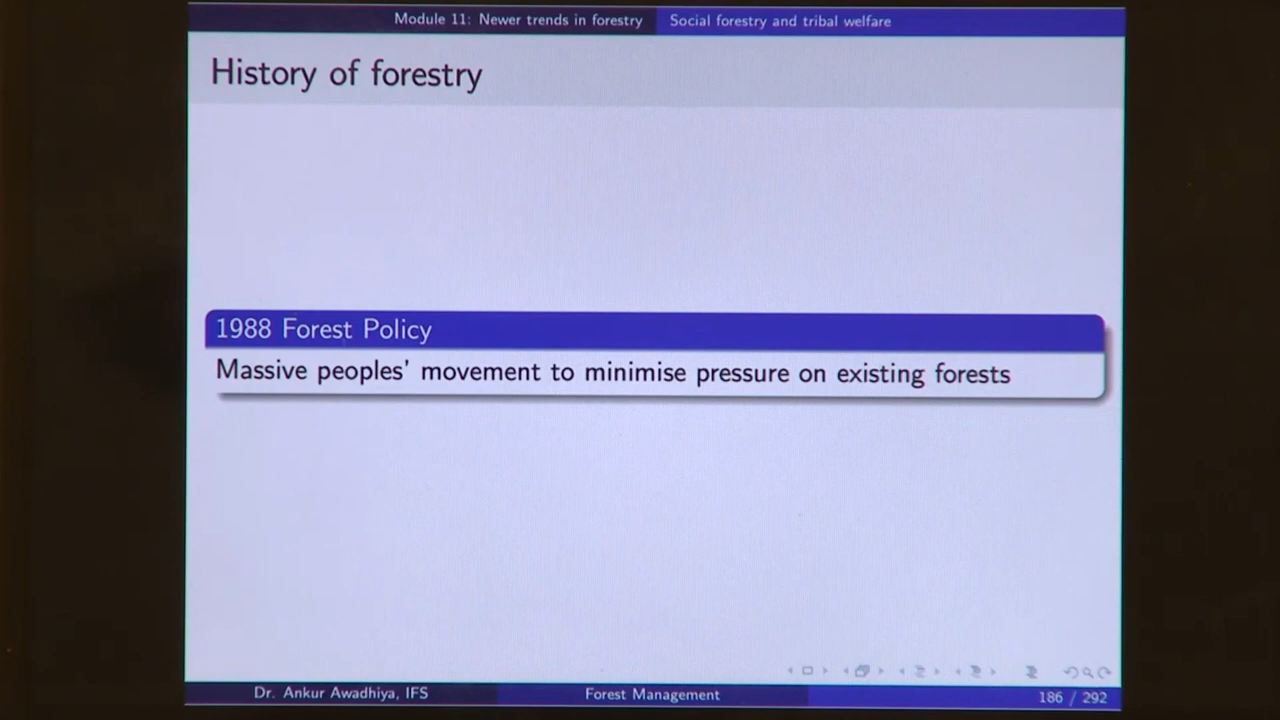 Module 11: Newer trends in forestry Social forestry and tribal welfare
History of forestry
1988 Forest Policy
Massive peoples' movement to minimise pressure on existing forests
Dr. Ankur Awadhiya, IFS Forest Management 186 / 292